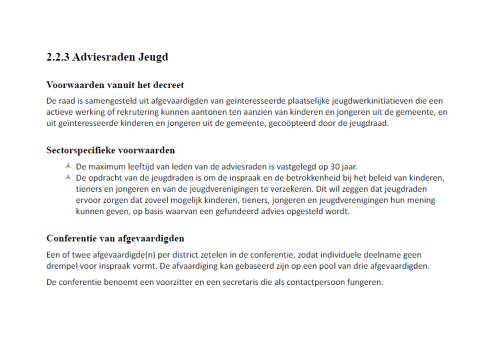 2.2.3 Adviesraden Jeugd
Voorwaarden vanuit het decreet
De raad is samengesteld uit afgevaardigden van geïnteresseerde plaatselijke jeugdwerkinitiatieven die een
actieve werking of rekrutering kunnen aantonen ten aanzien van kinderen en jongeren uit de gemeente, en
uit geïnteresseerde kinderen en jongeren uit de gemeente, gecoöpteerd door de jeugdraad.
Sectorspecifieke voorwaarden
De maximum leeftijd van leden van de adviesraden is vastgelegd op 30 jaar.
De opdracht van de jeugdraden is om de inspraak en de betrokkenheid bij het beleid van kinderen,
tieners en jongeren en van de jeugdverenigingen te verzekeren. Dit wil zeggen dat jeugdraden
ervoor zorgen dat zoveel mogelijk kinderen, tieners, jongeren en jeugdverenigingen hun mening
kunnen geven, op basis waarvan een gefundeerd advies opgesteld wordt.
Conferentie van afgevaardigden
Een of twee afgevaardigde(n) per district zetelen in de conferentie, zodat individuele deelname geen
drempel voor inspraak vormt. De afvaardiging kan gebaseerd zijn op een pool van drie afgevaardigden.
De conferentie benoemt een voorzitter en een secretaris die als contactpersoon fungeren.